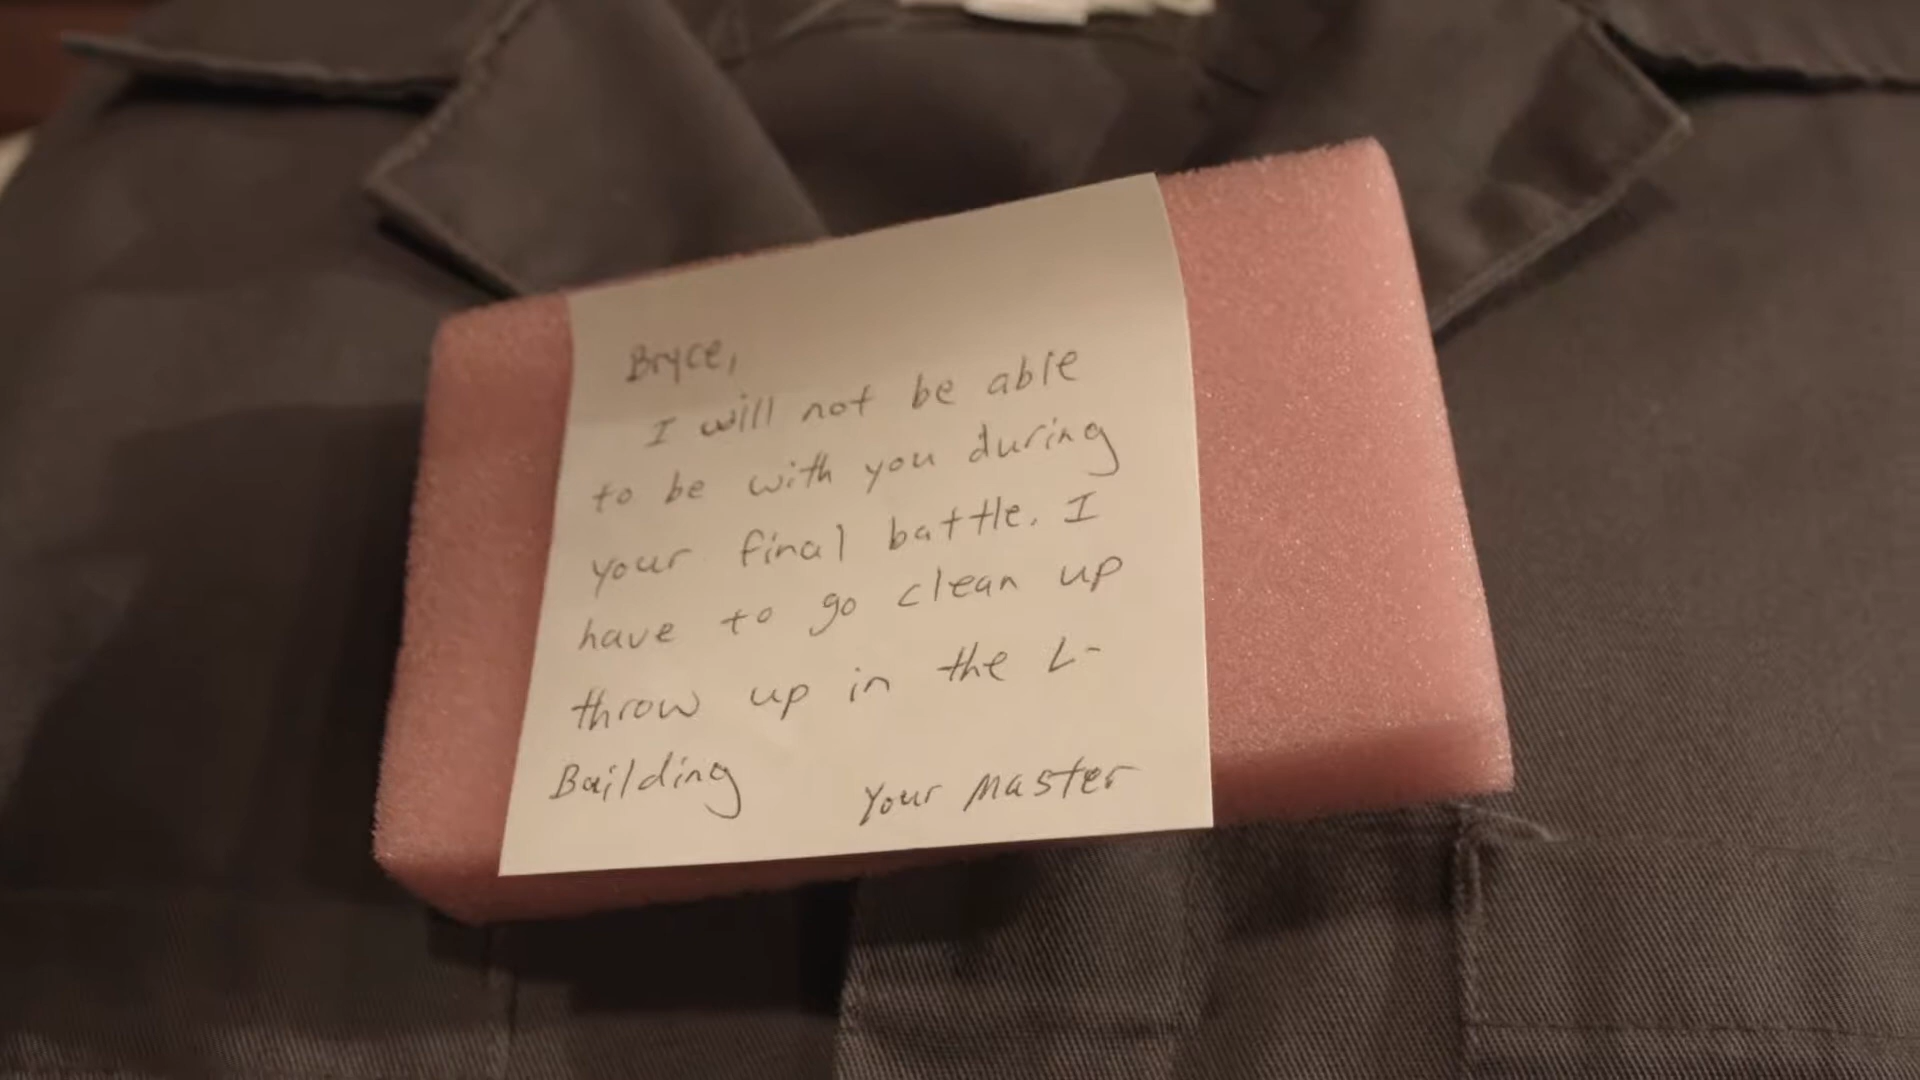 Bryce,
I will not be able
to be with you during
your final battle. I
have to go clean up
throw up in the L-
Building
Your Master